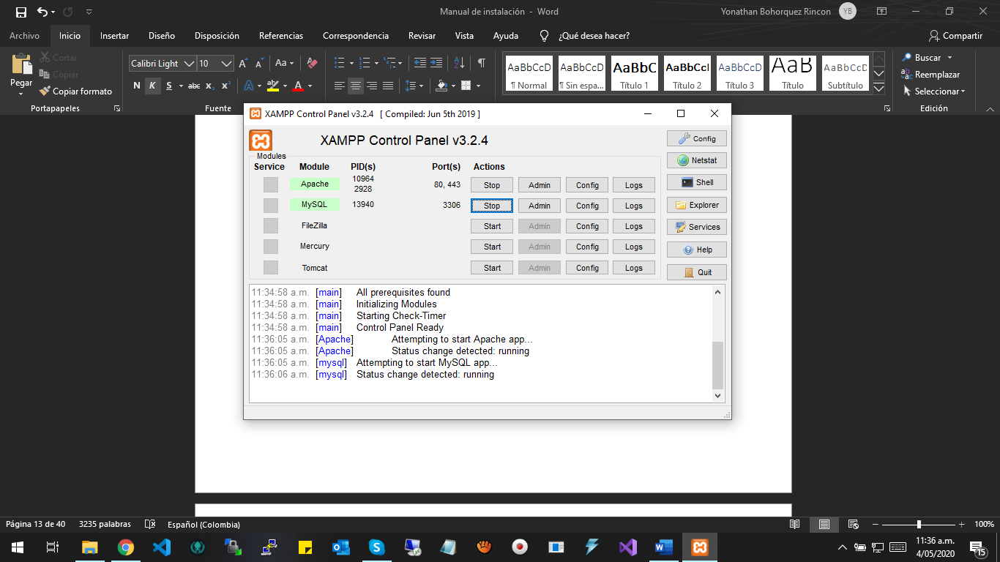 Manual de instalación - Word
Yonathan Bohorquez Rincon YB
Archivo Inicio Insertar Diseño Disposición Referencias Correspondencia Revisar Vista Ayuda ¿Qué desea hacer? Compartir
Pegar
Cortar
Copiar
Copiar formato
Portapapeles
Calibri Light 10
Aa
N K S abc x₂ x²
Fuente
AaBbCcD AaBbCcD AaBbC AaBbCcI AaBbCcD AaB AaBbCcD
¶ Normal ¶ Sin espa... Título 1 Título 2 Título 3 Título Subtítulo
Buscar
Reemplazar
Seleccionar
Edición
XAMPP Control Panel v3.2.4 [ Compiled: Jun 5th 2019 ]
XAMPP Control Panel v3.2.4
Modules
Service Module PID(s) Port(s) Actions
Apache 10964 2928 80, 443 Stop Admin Config Logs
MySQL 13940 3306 Stop Admin Config Logs
FileZilla Start Admin Config Logs
Mercury Start Admin Config Logs
Tomcat Start Admin Config Logs
Config
Netstat
Shell
Explorer
Services
Help
Quit
11:34:58 a.m. [main] All prerequisites found
11:34:58 a.m. [main] Initializing Modules
11:34:58 a.m. [main] Starting Check-Timer
11:34:58 a.m. [main] Control Panel Ready
11:36:05 a.m. [Apache] Attempting to start Apache app...
11:36:05 a.m. [Apache] Status change detected: running
11:36:05 a.m. [mysql] Attempting to start MySQL app...
11:36:06 a.m. [mysql] Status change detected: running
Página 13 de 40 3235 palabras Español (Colombia) 100%
11:36 a.m.
4/05/2020
15